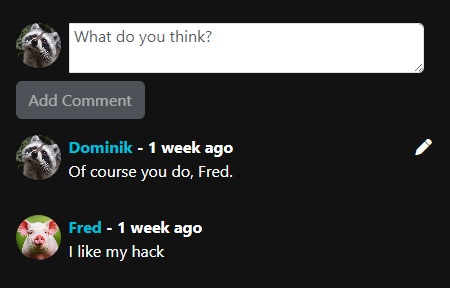 What do you think?
Add Comment
Dominik - 1 week ago
Of course you do, Fred.
Fred - 1 week ago
I like my hack